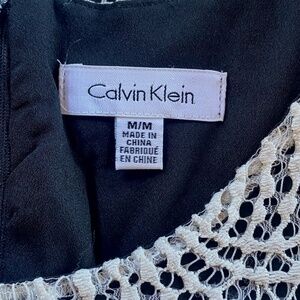 Calvin Klein
M/M
MADE IN
CHINA
FABRIQUÉ
EN CHINE